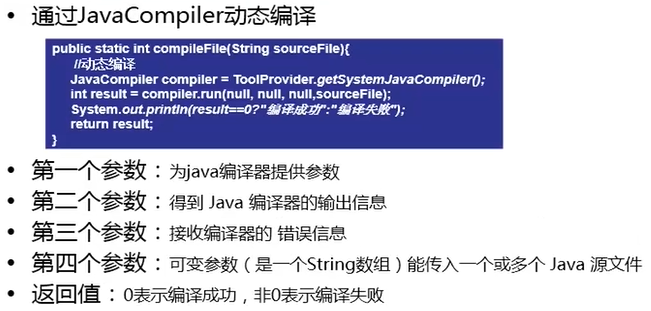 • 通过JavaCompiler动态编译
public static int compileFile(String sourceFile){
//动态编译
JavaCompiler compiler = ToolProvider.getSystemJavaCompiler();
int result = compiler.run(null, null, null,sourceFile);
System.out.println(result==0?"编译成功":"编译失败");
return result;
}
• 第一个参数：为java编译器提供参数
• 第二个参数：得到 Java 编译器的输出信息
• 第三个参数：接收编译器的 错误信息
• 第四个参数：可变参数（是一个String数组）能传入一个或多个 Java 源文件
• 返回值：0表示编译成功，非0表示编译失败